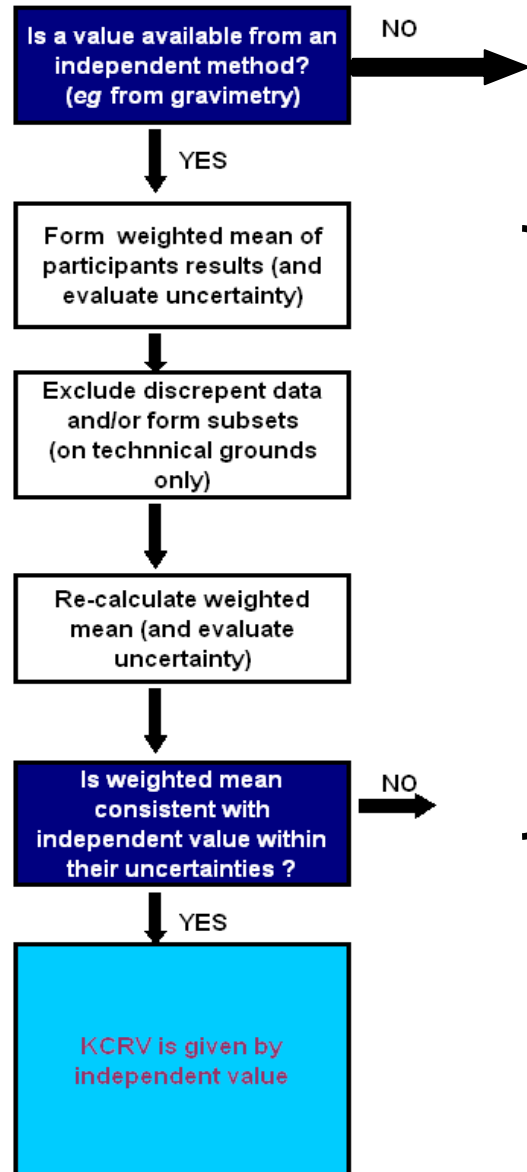 Is a value available from an
independent method?
(eg from gravimetry)
NO
YES
Form weighted mean of
participants results (and
evaluate uncertainty)
Exclude discrepent data
and/or form subsets
(on technnical grounds
only)
Re-calculate weighted
mean (and evaluate
uncertainty)
Is weighted mean
consistent with
independent value within
their uncertainties ?
NO
YES
KCRV is given by
independent value